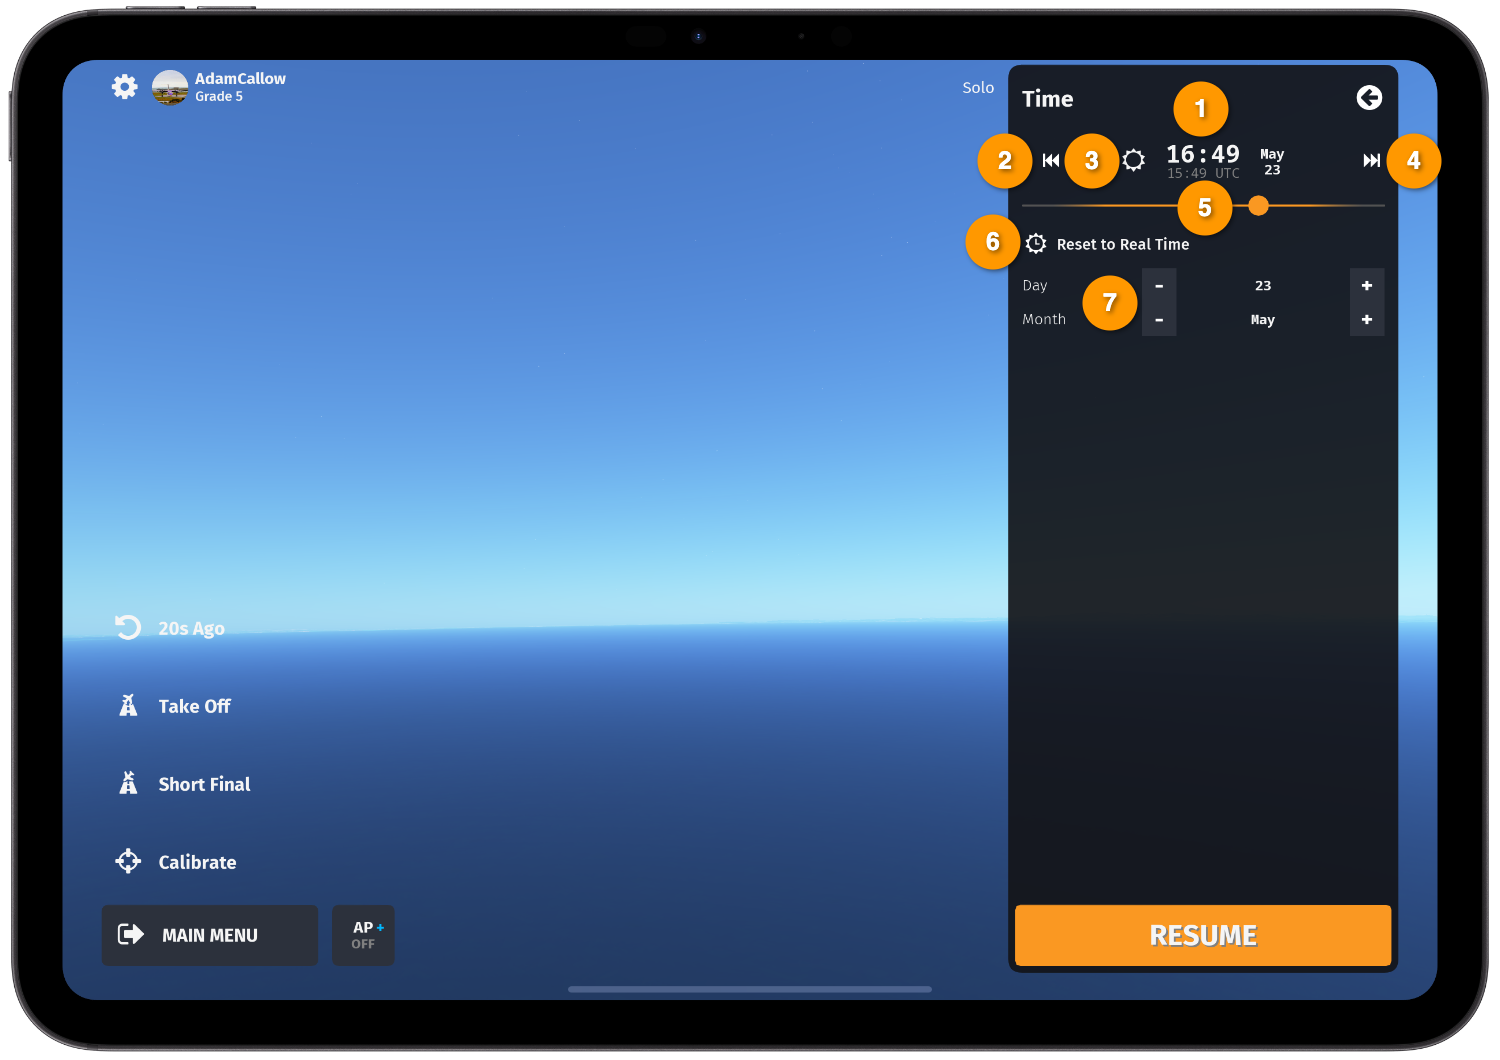 AdamCallow
Grade 5
Solo
Time
1
2
3
16:49
15:49 UTC
May
23
4
5
6
Reset to Real Time
Day
-
23
+
7
Month
-
May
+
20s Ago
Take Off
Short Final
Calibrate
MAIN MENU
AP+
OFF
RESUME